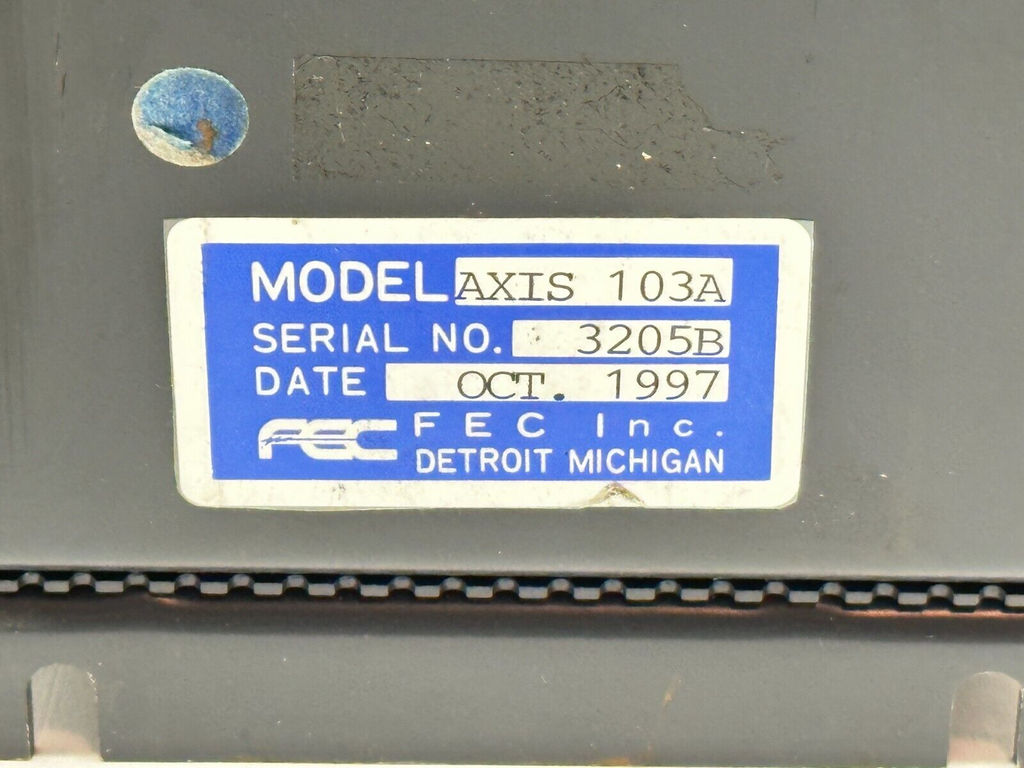 MODEL AXIS 103A
SERIAL NO. 3205B
DATE OCT. 1997
FEC FEC Inc.
DETROIT MICHIGAN